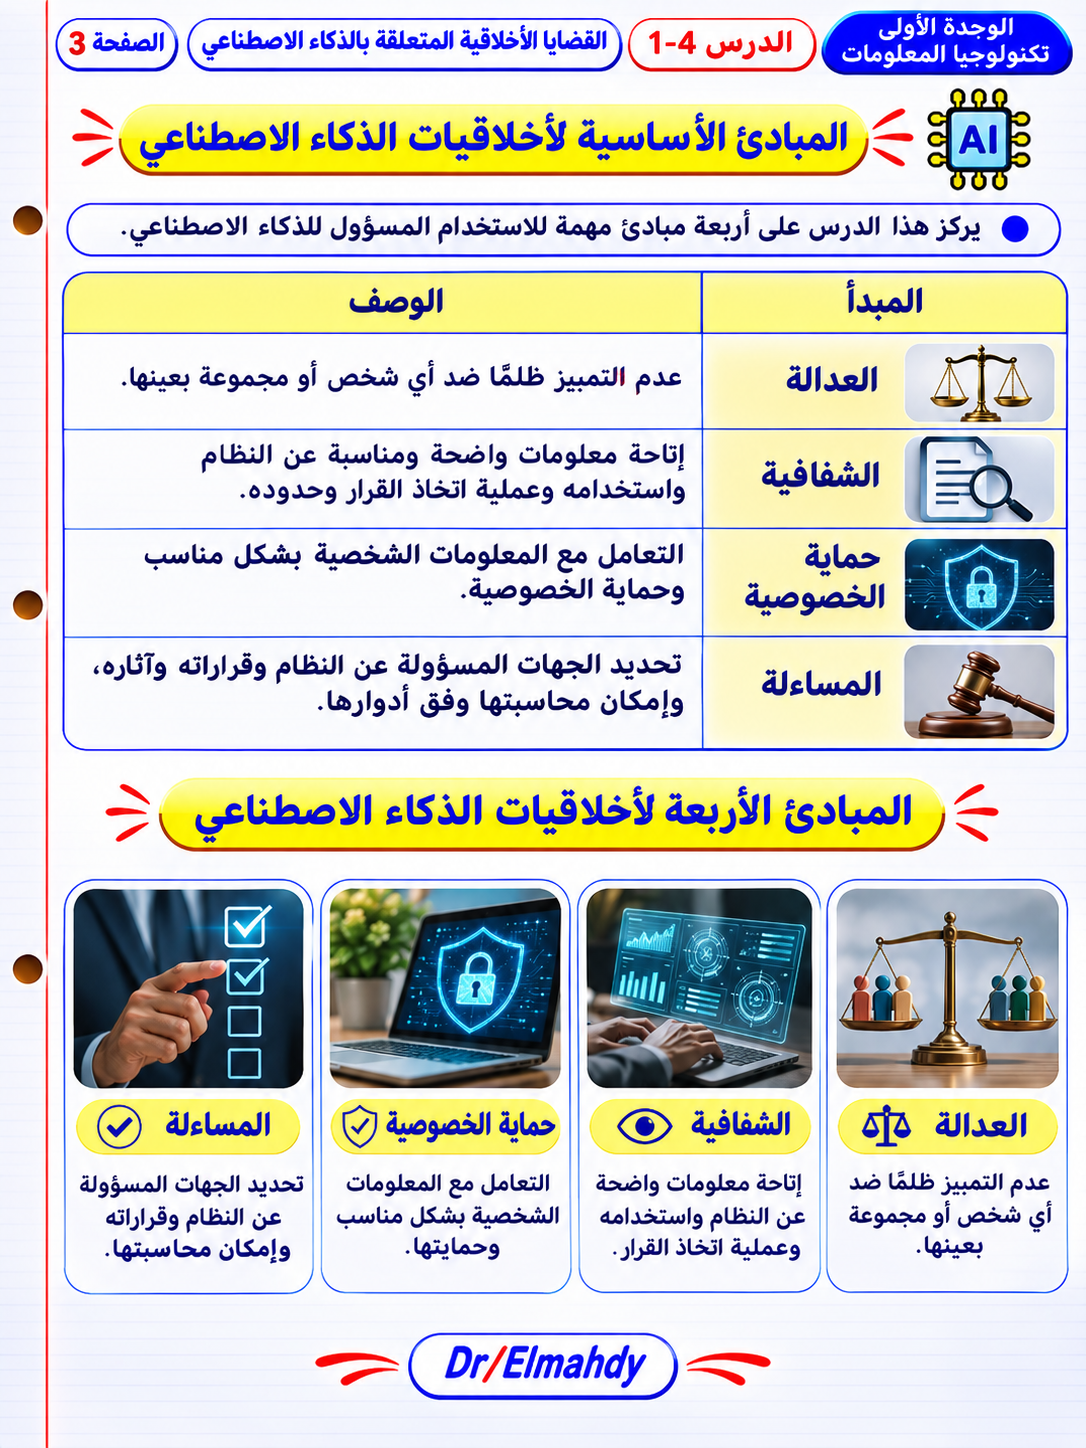 الوحدة الأولى
تكنولوجيا المعلومات
الدرس 4-1
القضايا الأخلاقية المتعلقة بالذكاء الاصطناعي
الصفحة 3
المبادئ الأساسية لأخلاقيات الذكاء الاصطناعي
AI
يركز هذا الدرس على أربعة مبادئ مهمة للاستخدام المسؤول للذكاء الاصطناعي.
المبدأ
الوصف
العدالة
عدم التمييز ظلمًا ضد أي شخص أو مجموعة بعينها.
الشفافية
إتاحة معلومات واضحة ومناسبة عن النظام
واستخدامه وعملية اتخاذ القرار وحدوده.
حماية
الخصوصية
التعامل مع المعلومات الشخصية بشكل مناسب
وحماية الخصوصية.
المساءلة
تحديد الجهات المسؤولة عن النظام وقراراته وآثاره،
وإمكان محاسبتها وفق أدوارها.
المبادئ الأربعة لأخلاقيات الذكاء الاصطناعي
العدالة
عدم التمييز ظلمًا ضد
أي شخص أو مجموعة
بعينها.
الشفافية
إتاحة معلومات واضحة
عن النظام واستخدامه
وعملية اتخاذ القرار.
حماية الخصوصية
التعامل مع المعلومات
الشخصية بشكل مناسب
وحمايتها.
المساءلة
تحديد الجهات المسؤولة
عن النظام وقراراته
وإمكان محاسبتها.
Dr/Elmahdy